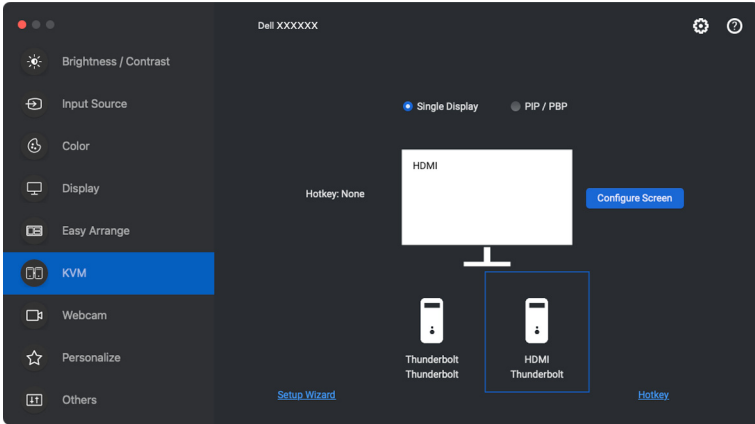 Dell XXXXXX
Brightness / Contrast
Input Source
Color
Display
Easy Arrange
KVM
Webcam
Personalize
Others
Single Display
PIP / PBP
HDMI
Hotkey: None
Configure Screen
Thunderbolt
Thunderbolt
HDMI
Thunderbolt
Setup Wizard
Hotkey